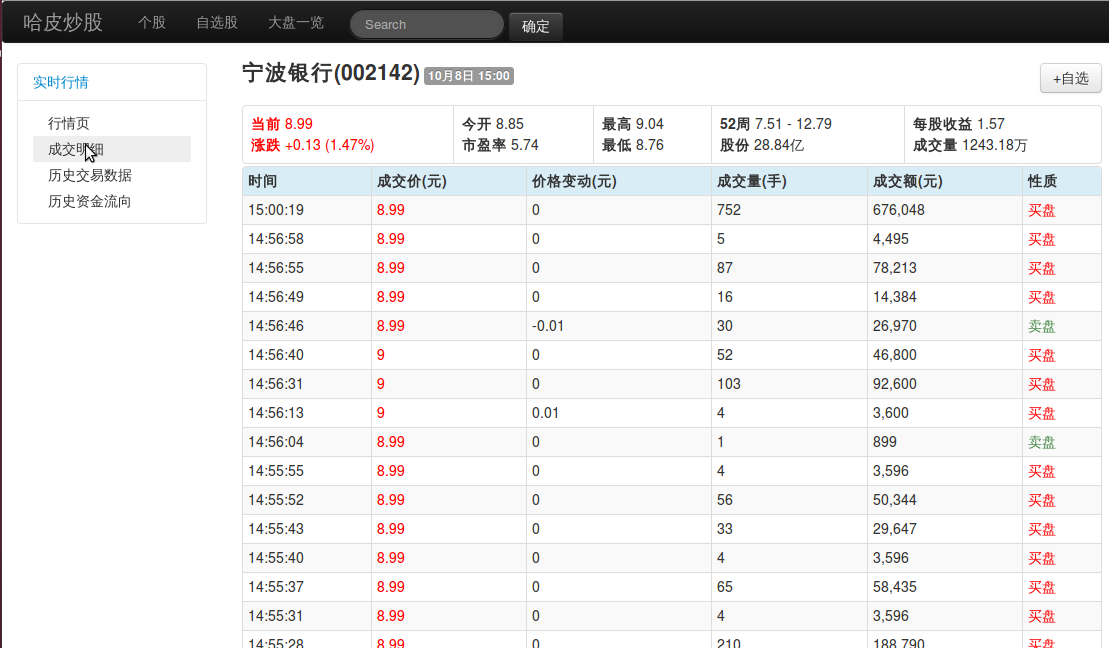 哈皮炒股 个股 自选股 大盘一览 Search 确定
实时行情
行情页
成交明细
历史交易数据
历史资金流向
宁波银行(002142) 10月8日 15:00 +自选
当前 8.99 今开 8.85 最高 9.04 52周 7.51 - 12.79 每股收益 1.57
涨跌 +0.13 (1.47%) 市盈率 5.74 最低 8.76 股份 28.84亿 成交量 1243.18万
时间 成交价(元) 价格变动(元) 成交量(手) 成交额(元) 性质
15:00:19 8.99 0 752 676,048 买盘
14:56:58 8.99 0 5 4,495 买盘
14:56:55 8.99 0 87 78,213 买盘
14:56:49 8.99 0 16 14,384 买盘
14:56:46 8.99 -0.01 30 26,970 卖盘
14:56:40 9 0 52 46,800 买盘
14:56:31 9 0 103 92,600 买盘
14:56:13 9 0.01 4 3,600 买盘
14:56:04 8.99 0 1 899 卖盘
14:55:55 8.99 0 4 3,596 买盘
14:55:52 8.99 0 56 50,344 买盘
14:55:43 8.99 0 33 29,647 买盘
14:55:40 8.99 0 4 3,596 买盘
14:55:37 8.99 0 65 58,435 买盘
14:55:31 8.99 0 4 3,596 买盘
14:55:28 8.99 0 210 188,790 买盘